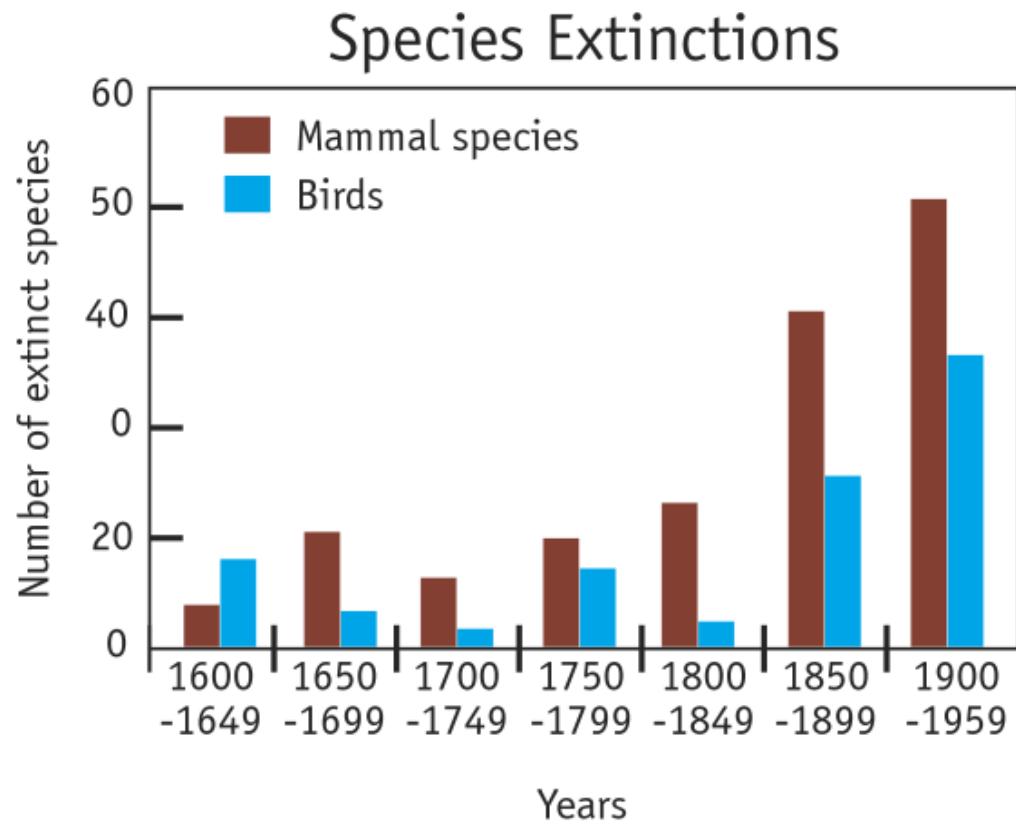 Species Extinctions
Number of extinct species
60
50
40
0
20
0
Mammal species
Birds
1600 1650 1700 1750 1800 1850 1900
-1649 -1699 -1749 -1799 -1849 -1899 -1959
Years